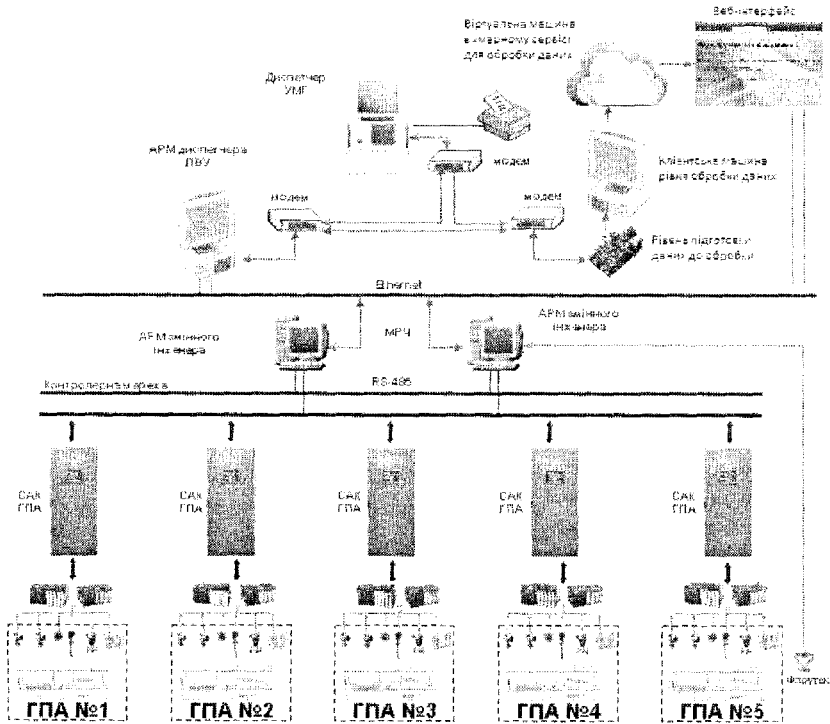 Веб-інтерфейс
Віртуальна машина
в хмарному сервісі
для обробки даних
Диспетчер
УМГ
АРМ диспетчера
ЛВУ
модем
модем
модем
Клієнтська машина
рівня обробки даних
Рівень підготовки
даних до обробки
Ethernet
АРМ змінного
інженера
МРЧ
АРМ змінного
інженера
Контролерна мережа
RS-485
САК
ГПА
САК
ГПА
САК
ГПА
САК
ГПА
САК
ГПА
ГПА №1
ГПА №2
ГПА №3
ГПА №4
ГПА №5